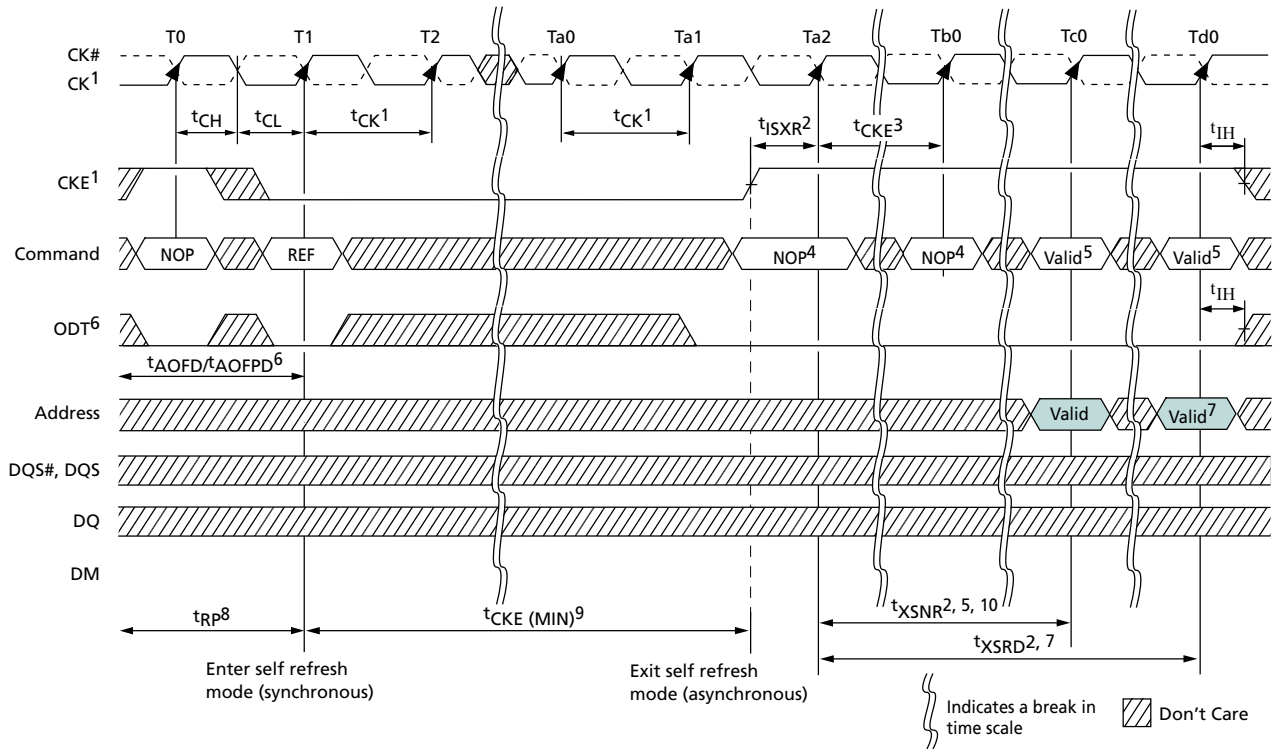 T0 T1 T2 Ta0 Ta1 Ta2 Tb0 Tc0 Td0
CK#
CK1
tCH tCL tCK1 tCK1 tISXR2 tCKE3 tIH
CKE1
Command NOP REF NOP4 NOP4 Valid5 Valid5
tIH
ODT6
tAOFD/tAOFPD6
Address Valid Valid7
DQS#, DQS
DQ
DM
tRP8 tCKE (MIN)9 tXSNR2, 5, 10
tXSRD2, 7
Enter self refresh
mode (synchronous)
Exit self refresh
mode (asynchronous)
Indicates a break in
time scale
Don't Care